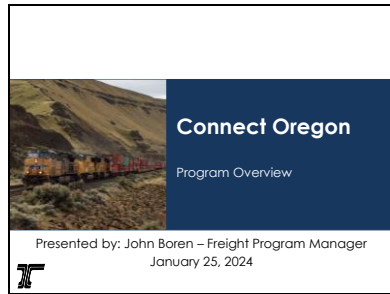 Connect Oregon
Program Overview
Presented by: John Boren – Freight Program Manager
January 25, 2024